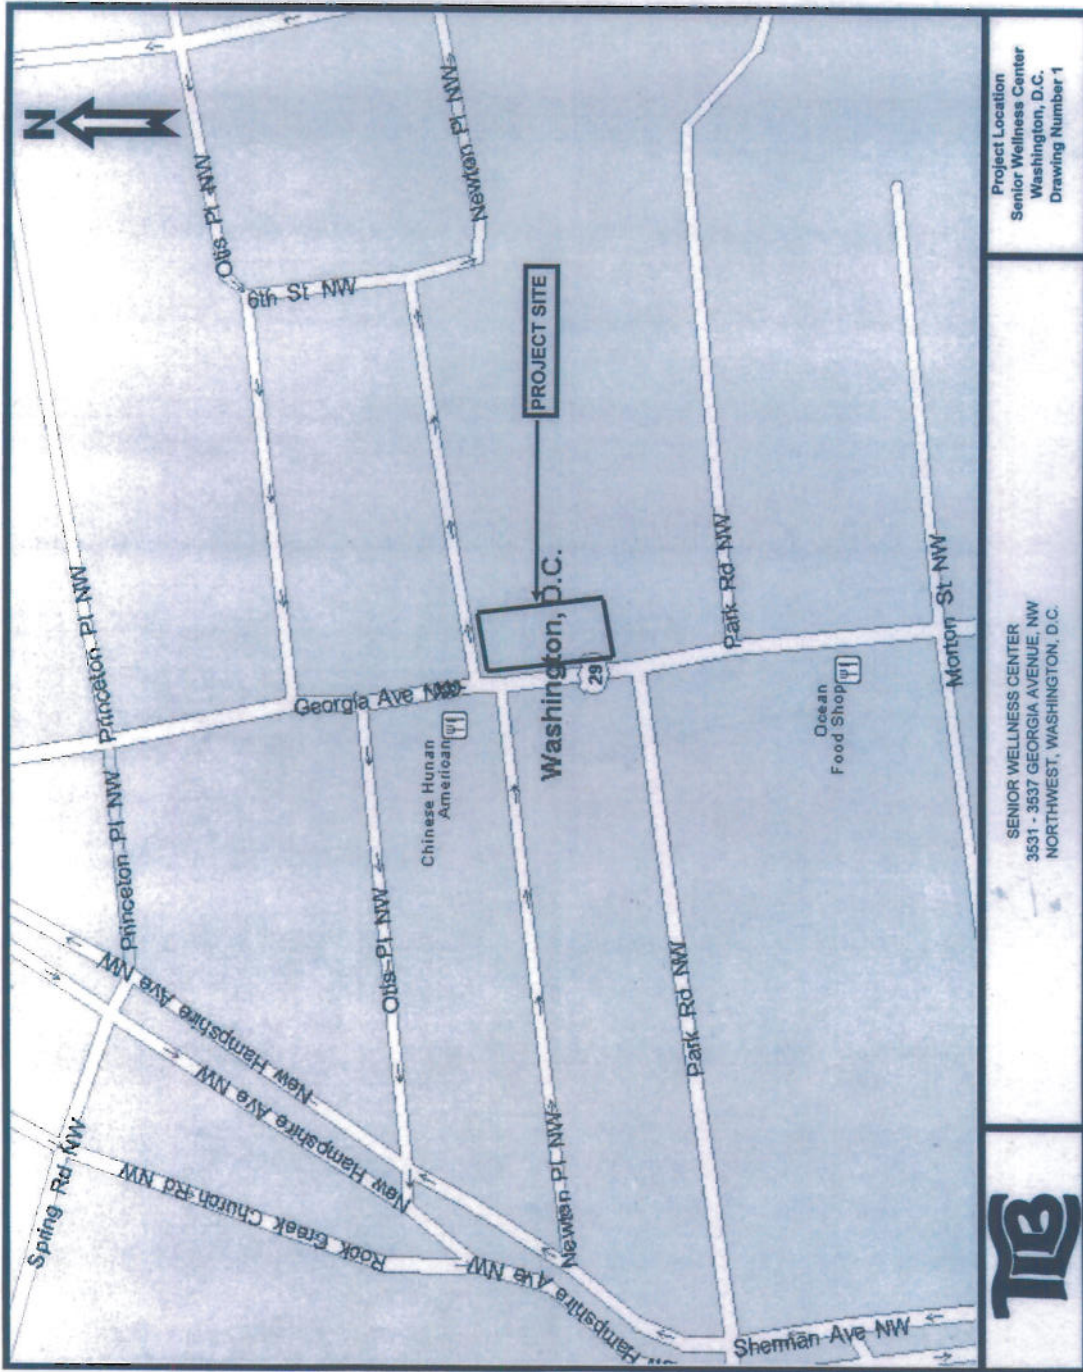 N
Otis Pl NW
Newton Pl NW
6th St NW
PROJECT SITE
Princeton Pl NW
Georgia Ave NW
Washington, D.C.
29
Park Rd NW
Morton St NW
Chinese Hunan
American
Ocean
Food Shop
Princeton Pl NW
Otis Pl NW
New Hampshire Ave NW
New Hampshire Ave NW
Park Rd NW
Newton Pl NW
Spring Rd NW
Rock Creek Church Rd NW
Hampshire Ave NW
Sherman Ave NW
Project Location
Senior Wellness Center
Washington, D.C.
Drawing Number 1
SENIOR WELLNESS CENTER
3531 - 3537 GEORGIA AVENUE, NW
NORTHWEST, WASHINGTON, D.C.